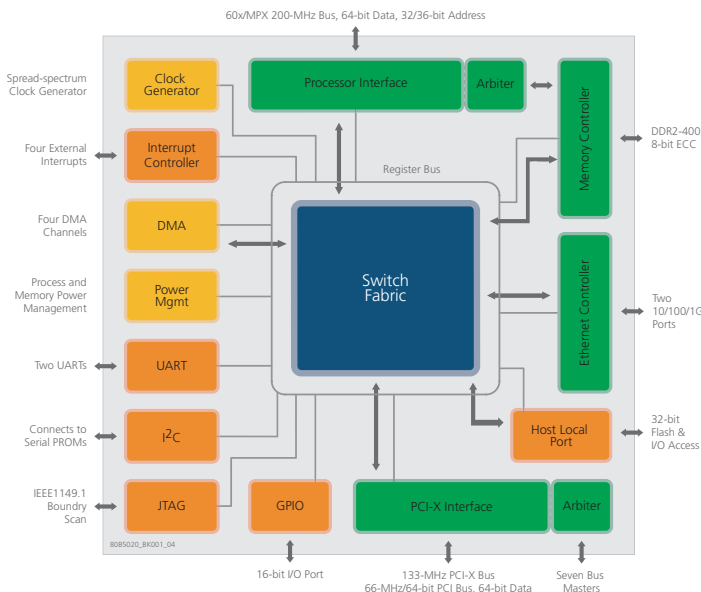 60x/MPX 200-MHz Bus, 64-bit Data, 32/36-bit Address
Spread-spectrum
Clock Generator
Clock
Generator
Processor Interface
Arbiter
Memory Controller
DDR2-400
8-bit ECC
Four External
Interrupts
Interrupt
Controller
Register Bus
Four DMA
Channels
DMA
Switch
Fabric
Process and
Memory Power
Management
Power
Mgmt
Ethernet Controller
Two
10/100/1G
Ports
Two UARTs
UART
Connects to
Serial PROMs
I2C
Host Local
Port
32-bit
Flash &
I/O Access
IEEE1149.1
Boundry
Scan
JTAG
GPIO
PCI-X Interface
Arbiter
80B5020_BK001_04
16-bit I/O Port
133-MHz PCI-X Bus
66-MHz/64-bit PCI Bus, 64-bit Data
Seven Bus
Masters